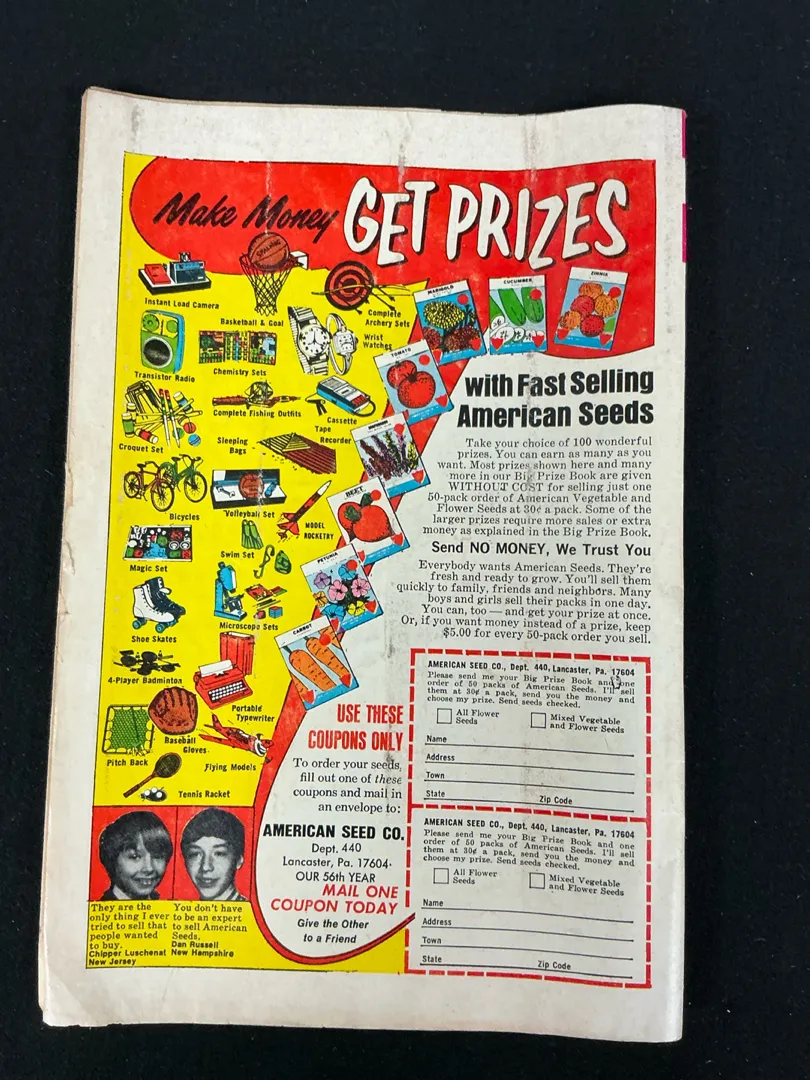 Make Money GET PRIZES
SPALDING
Instant Load Camera
Basketball & Goal
Complete
Archery Sets
Wrist
Watches
Transistor Radio
Chemistry Sets
Complete Fishing Outfits
Cassette
Tape
Recorder
Croquet Set
Sleeping
Bags
Bicycles
Volleyball Set
MODEL
ROCKETRY
Swim Set
Magic Set
Microscope Sets
Shoe Skates
4-Player Badminton
Portable
Typewriter
Baseball
Gloves
Pitch Back
Flying Models
Tennis Racket
MARIGOLD
CUCUMBER
ZINNIA
TOMATO
BEET
PETUNIA
CARROT
with Fast Selling
American Seeds
Take your choice of 100 wonderful
prizes. You can earn as many as you
want. Most prizes shown here and many
more in our Big Prize Book are given
WITHOUT COST for selling just one
50-pack order of American Vegetable and
Flower Seeds at 30¢ a pack. Some of the
larger prizes require more sales or extra
money as explained in the Big Prize Book.
Send NO MONEY, We Trust You
Everybody wants American Seeds. They're
fresh and ready to grow. You'll sell them
quickly to family, friends and neighbors. Many
boys and girls sell their packs in one day.
You can, too — and get your prize at once.
Or, if you want money instead of a prize, keep
$5.00 for every 50-pack order you sell.
USE THESE
COUPONS ONLY
To order your seeds,
fill out one of these
coupons and mail in
an envelope to:
AMERICAN SEED CO.
Dept. 440
Lancaster, Pa. 17604
OUR 56th YEAR
MAIL ONE
COUPON TODAY
Give the Other
to a Friend
They are the
only thing I ever
tried to sell that
people wanted
to buy.
Chipper Luschenat
New Jersey
You don't have
to be an expert
to sell American
Seeds.
Dan Russell
New Hampshire
AMERICAN SEED CO., Dept. 440, Lancaster, Pa. 17604
Please send me your Big Prize Book and one
order of 50 packs of American Seeds. I'll sell
them at 30¢ a pack, send you the money and
choose my prize. Send seeds checked.
All Flower
Seeds
Mixed Vegetable
and Flower Seeds
Name
Address
Town
State Zip Code
AMERICAN SEED CO., Dept. 440, Lancaster, Pa. 17604
Please send me your Big Prize Book and one
order of 50 packs of American Seeds. I'll sell
them at 30¢ a pack, send you the money and
choose my prize. Send seeds checked.
All Flower
Seeds
Mixed Vegetable
and Flower Seeds
Name
Address
Town
State Zip Code